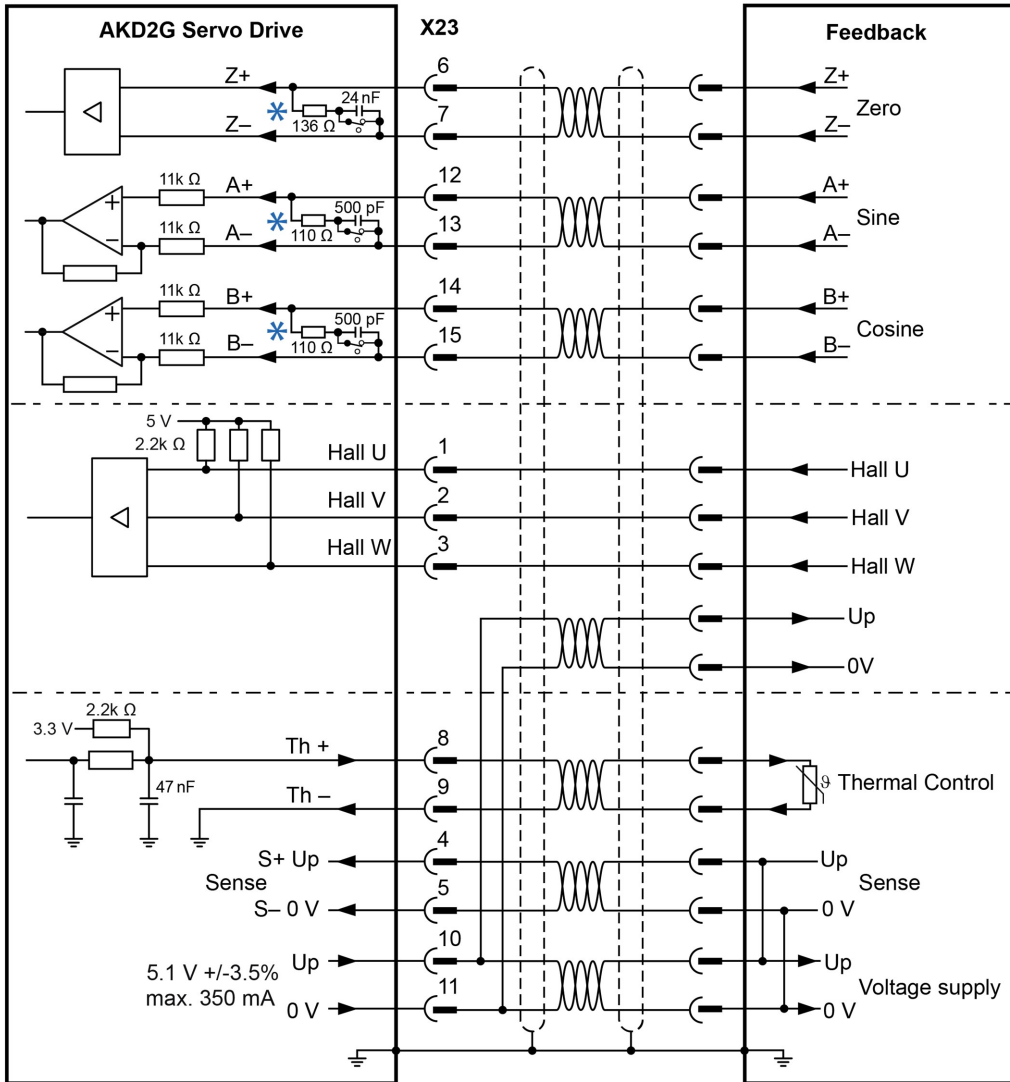 AKD2G Servo Drive
X23
Feedback
Z+
24 nF
6
Z+
*
136 Ω
Zero
Z–
7
Z–
11k Ω
A+
12
A+
500 pF
*
110 Ω
Sine
11k Ω
A–
13
A–
11k Ω
B+
14
B+
500 pF
*
110 Ω
Cosine
11k Ω
B–
15
B–
5 V
2.2k Ω
Hall U
1
Hall U
Hall V
2
Hall V
Hall W
3
Hall W
Up
0V
2.2k Ω
3.3 V
Th +
8
47 nF
ϑ Thermal Control
Th –
9
S+ Up
4
Up
Sense
Sense
S– 0 V
5
0 V
Up
10
Up
5.1 V +/-3.5%
max. 350 mA
Voltage supply
0 V
11
0 V